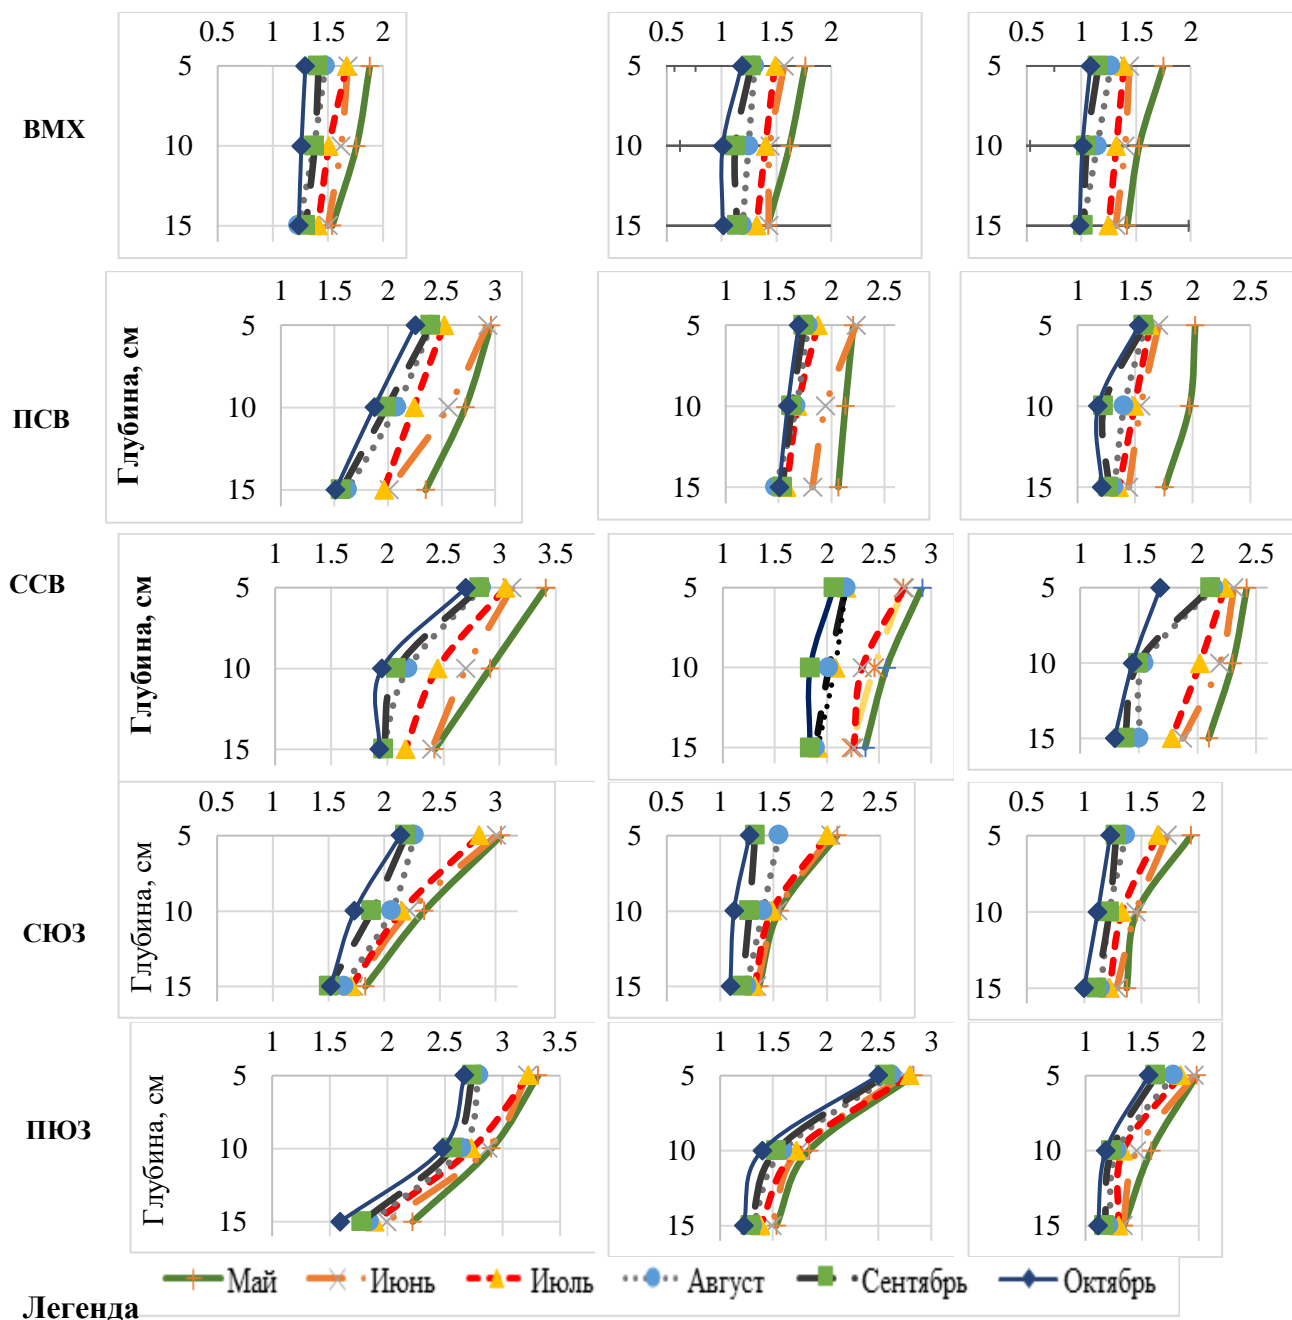 0.5 1 1.5 2 0.5 1 1.5 2 0.5 1 1.5 2
5 5 5
ВМХ
10 10 10
15 15 15
1 1.5 2 2.5 3 1 1.5 2 2.5 1 1.5 2 2.5
5 5 5
ПСВ
Глубина, см
10 10 10
15 15 15
1 1.5 2 2.5 3 3.5 1 1.5 2 2.5 3 1 1.5 2 2.5
ССВ
Глубина, см
5 5 5
10 10 10
15 15 15
0.5 1 1.5 2 2.5 3 0.5 1 1.5 2 2.5 0.5 1 1.5 2
5 5 5
СЮЗ
Глубина, см
10 10 10
15 15 15
1 1.5 2 2.5 3 3.5 1 1.5 2 2.5 3 1 1.5 2
5 5 5
ПЮЗ
Глубина, см
10 10 10
15 15 15
Май Июнь Июль Август Сентябрь Октябрь
Легенда